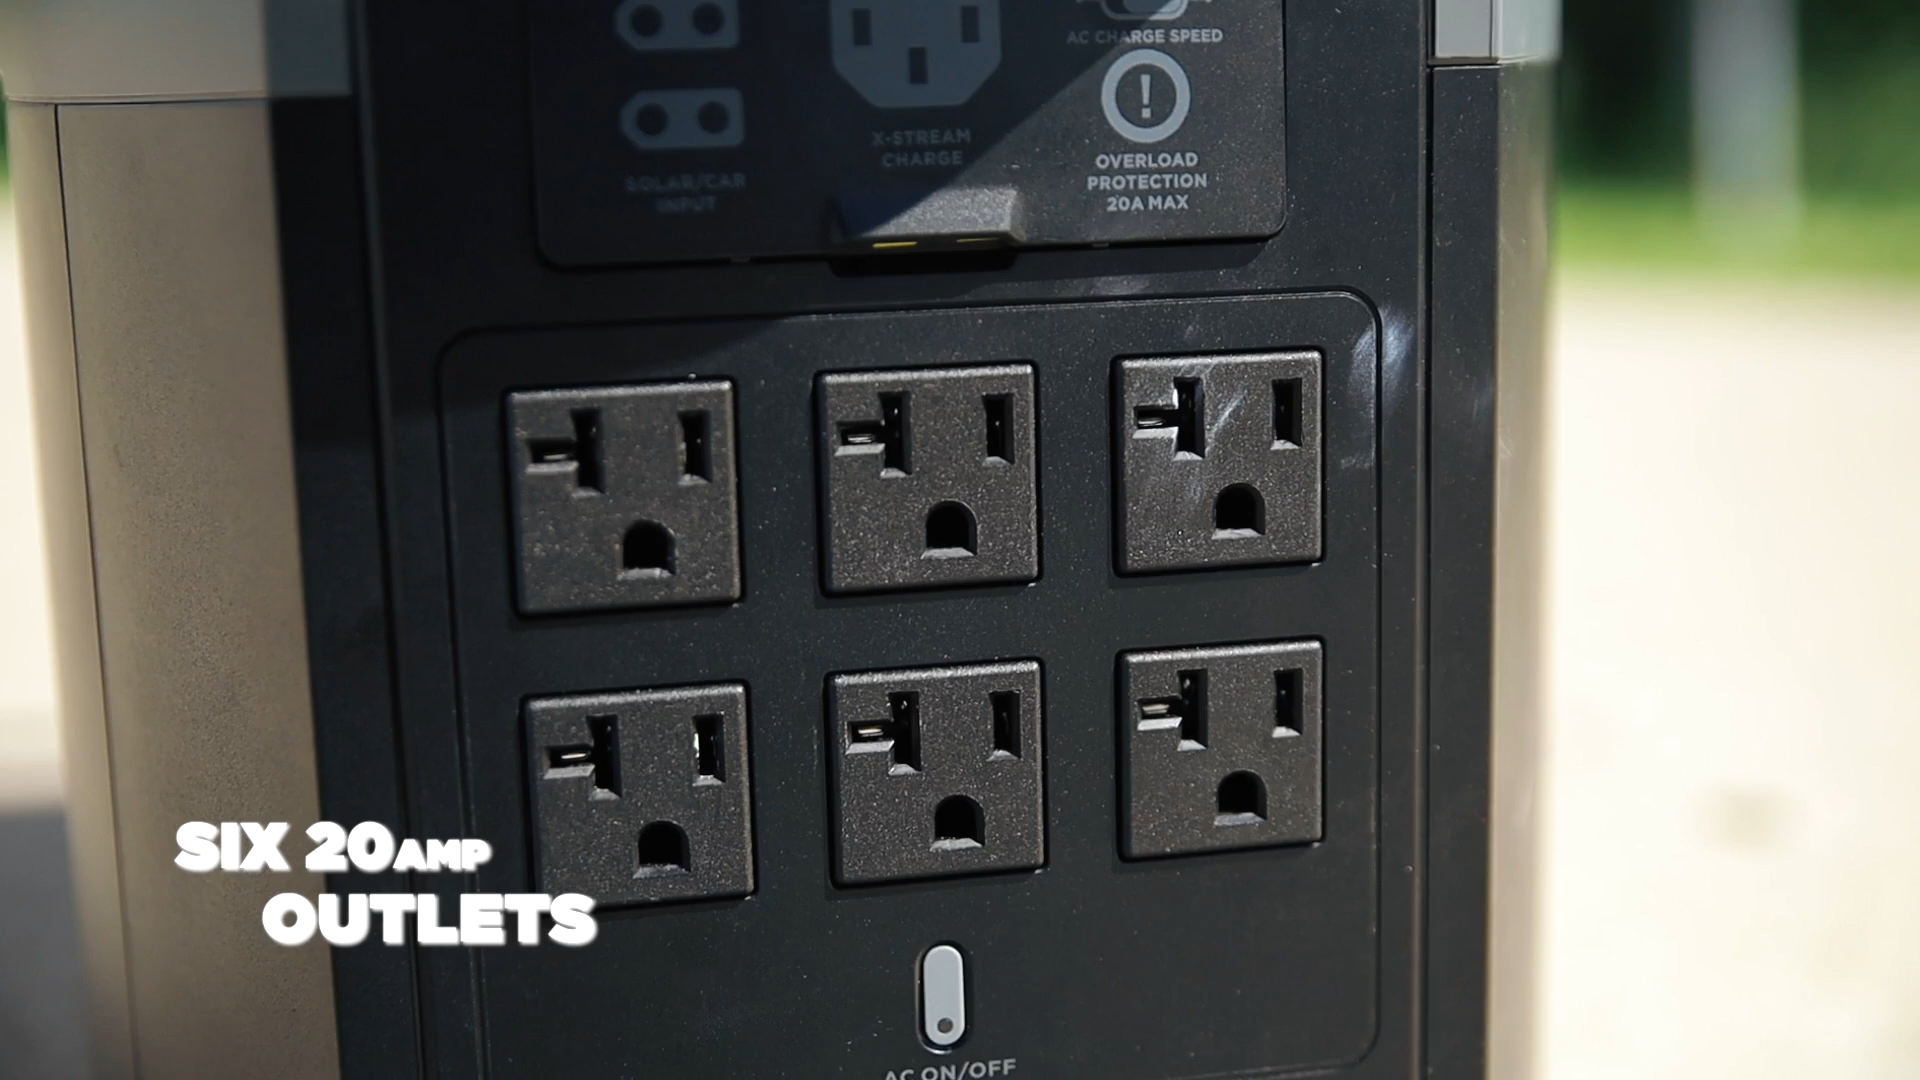 AC CHARGE SPEED
X-STREAM
CHARGE
SOLAR/CAR
INPUT
OVERLOAD
PROTECTION
20A MAX
SIX 20AMP
OUTLETS
AC ON/OFF